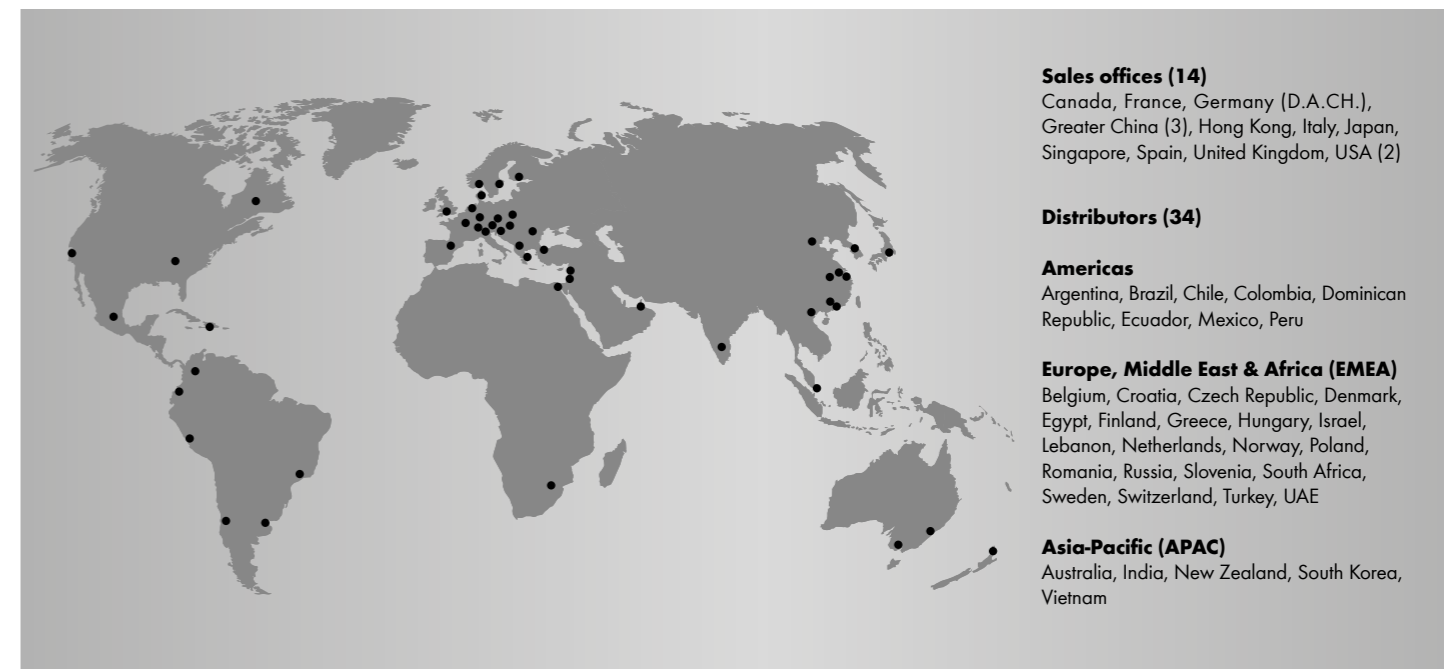 Sales offices (14)
Canada, France, Germany (D.A.CH.),
Greater China (3), Hong Kong, Italy, Japan,
Singapore, Spain, United Kingdom, USA (2)
Distributors (34)
Americas
Argentina, Brazil, Chile, Colombia, Dominican
Republic, Ecuador, Mexico, Peru
Europe, Middle East & Africa (EMEA)
Belgium, Croatia, Czech Republic, Denmark,
Egypt, Finland, Greece, Hungary, Israel,
Lebanon, Netherlands, Norway, Poland,
Romania, Russia, Slovenia, South Africa,
Sweden, Switzerland, Turkey, UAE
Asia-Pacific (APAC)
Australia, India, New Zealand, South Korea,
Vietnam